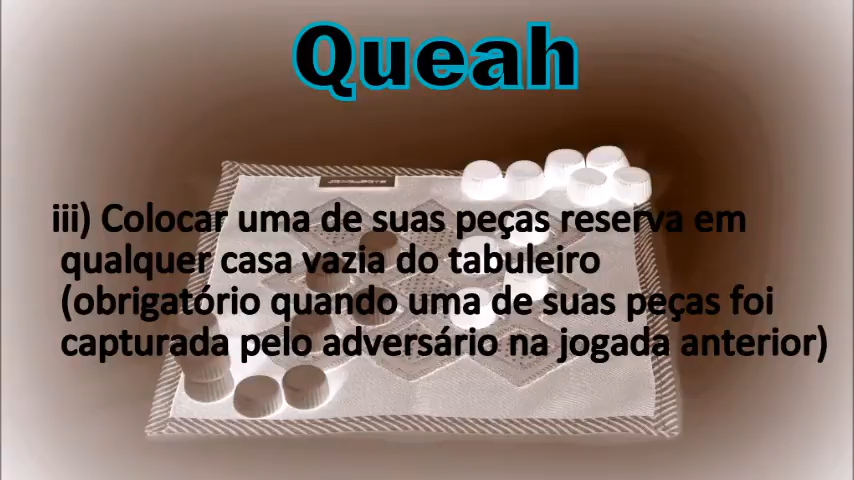 Queah
iii) Colocar uma de suas peças reserva em
qualquer casa vazia do tabuleiro
(obrigatório quando uma de suas peças foi
capturada pelo adversário na jogada anterior)